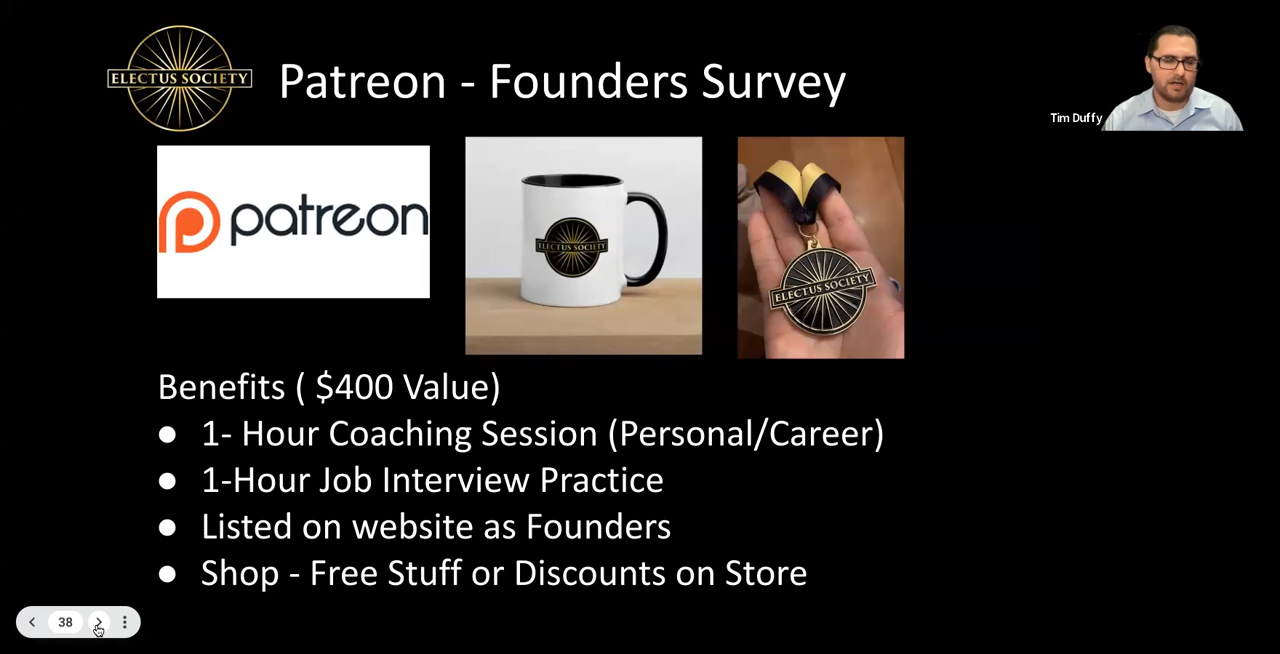 ELECTUS SOCIETY
Patreon - Founders Survey
Tim Duffy
patreon
ELECTUS SOCIETY
ELECTUS SOCIETY
Benefits ( $400 Value)
● 1- Hour Coaching Session (Personal/Career)
● 1-Hour Job Interview Practice
● Listed on website as Founders
● Shop - Free Stuff or Discounts on Store
38